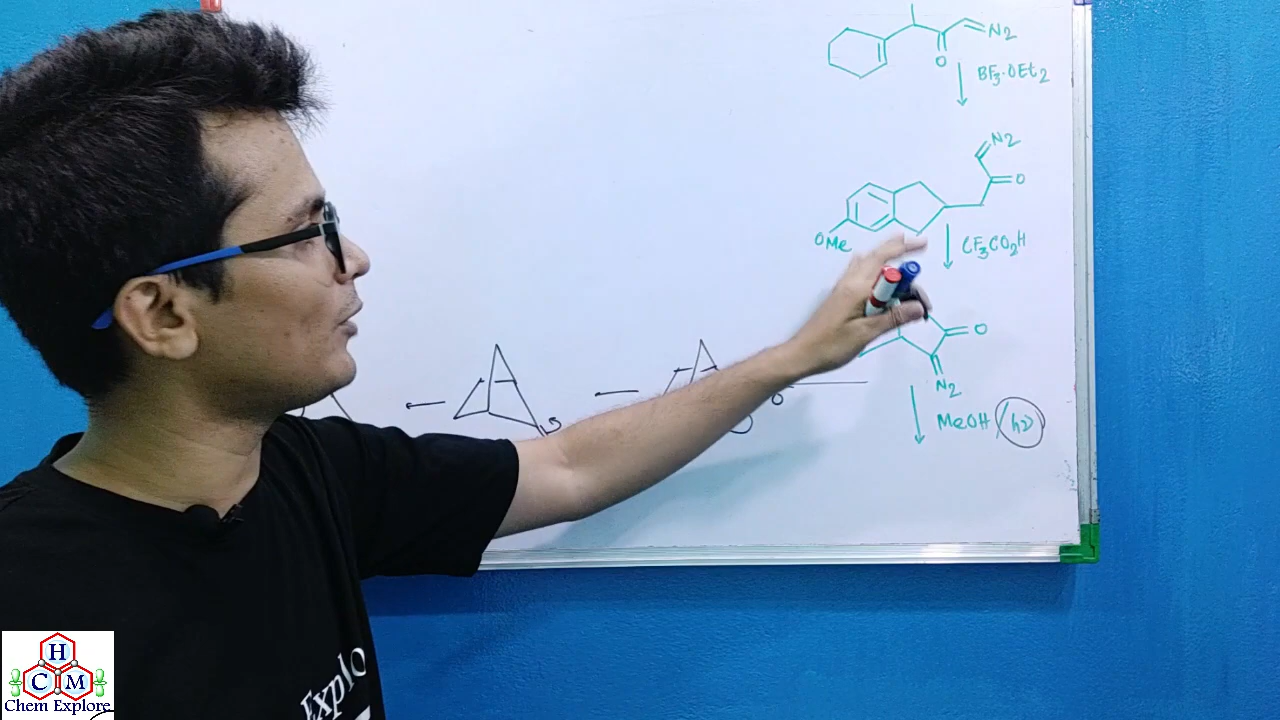 N2
O
BF3·OEt2
N2
O
OMe
CF3CO2H
O
N2
MeOH / hν
O
Explo
H
C M
Chem Explore